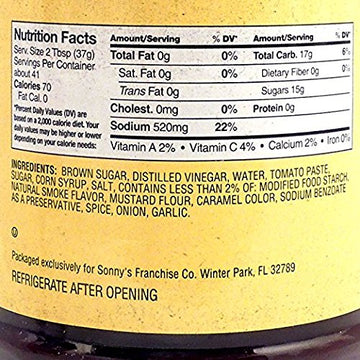 Nutrition Facts
Serv. Size 2 Tbsp (37g)
Servings Per Container
about 41
Calories 70
Fat Cal. 0
*Percent Daily Values (DV) are
based on a 2,000 calorie diet. Your
daily values may be higher or lower
depending on your calorie needs.
Amount/Serving % DV*
Total Fat 0g 0%
Sat. Fat 0g 0%
Trans Fat 0g
Cholest. 0mg 0%
Sodium 520mg 22%
Amount/Serving % DV*
Total Carb. 17g 6%
Dietary Fiber 0g 0%
Sugars 15g
Protein 0g
Vitamin A 2% • Vitamin C 4% • Calcium 2% • Iron 0%
INGREDIENTS: BROWN SUGAR, DISTILLED VINEGAR, WATER, TOMATO PASTE,
SUGAR, CORN SYRUP, SALT, CONTAINS LESS THAN 2% OF: MODIFIED FOOD STARCH,
NATURAL SMOKE FLAVOR, MUSTARD FLOUR, CARAMEL COLOR, SODIUM BENZOATE
AS A PRESERVATIVE, SPICE, ONION, GARLIC.
Packaged exclusively for Sonny's Franchise Co. Winter Park, FL 32789
REFRIGERATE AFTER OPENING